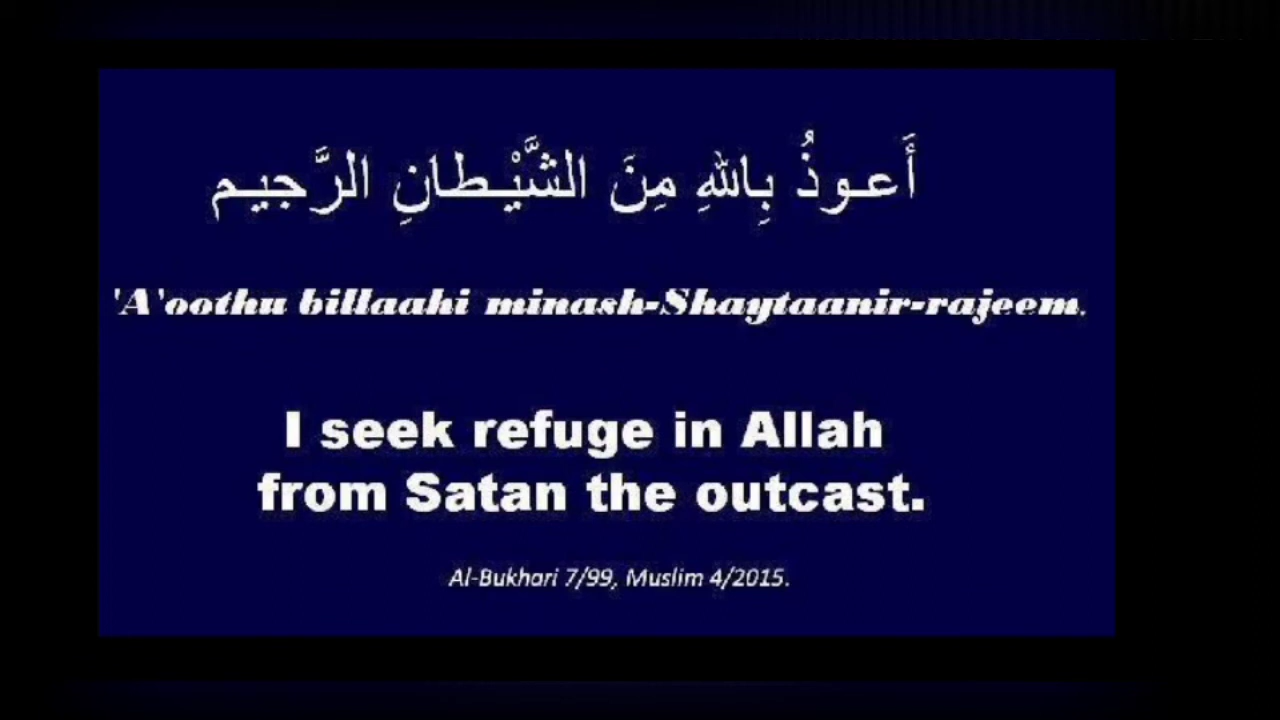 أَعـوذُ بِاللهِ مِنَ الشَّيْـطانِ الرَّجيـم
'A'oothu billaahi minash-Shaytaanir-rajeem.
I seek refuge in Allah
from Satan the outcast.
Al-Bukhari 7/99, Muslim 4/2015.